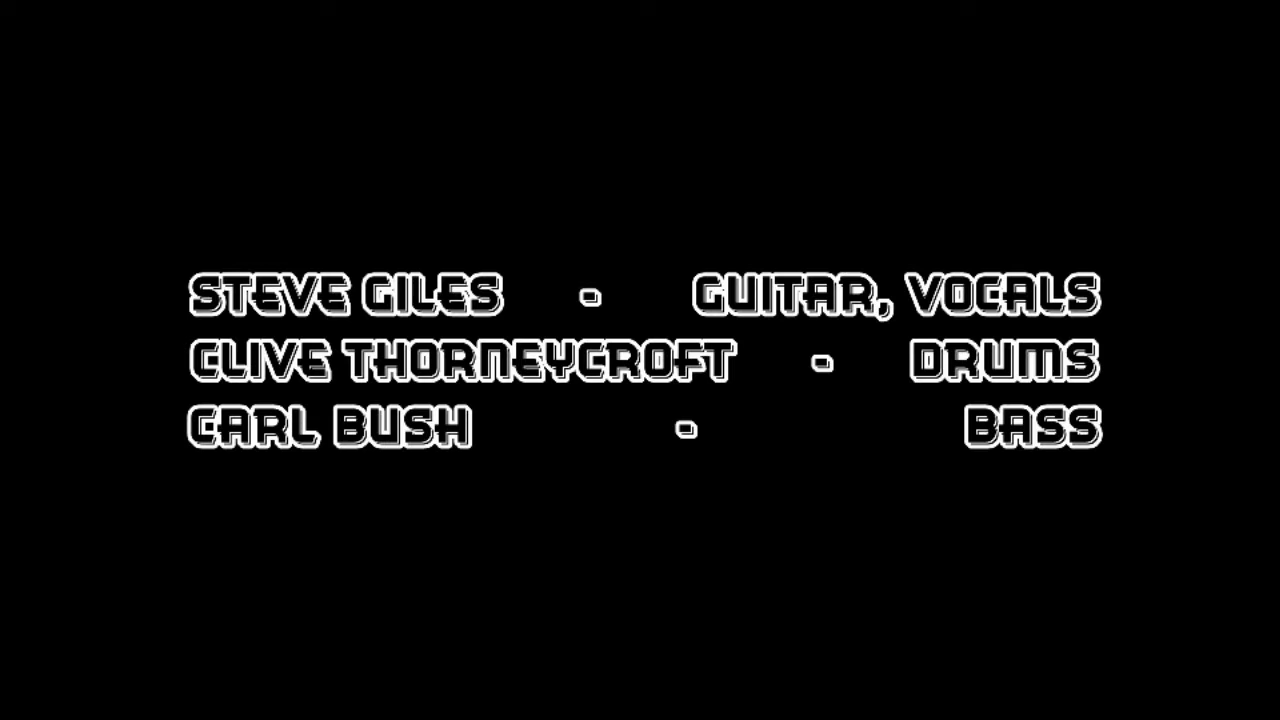 STEVE GILES - GUITAR, VOCALS
CLIVE THORNEYCROFT - DRUMS
CARL BUSH - BASS